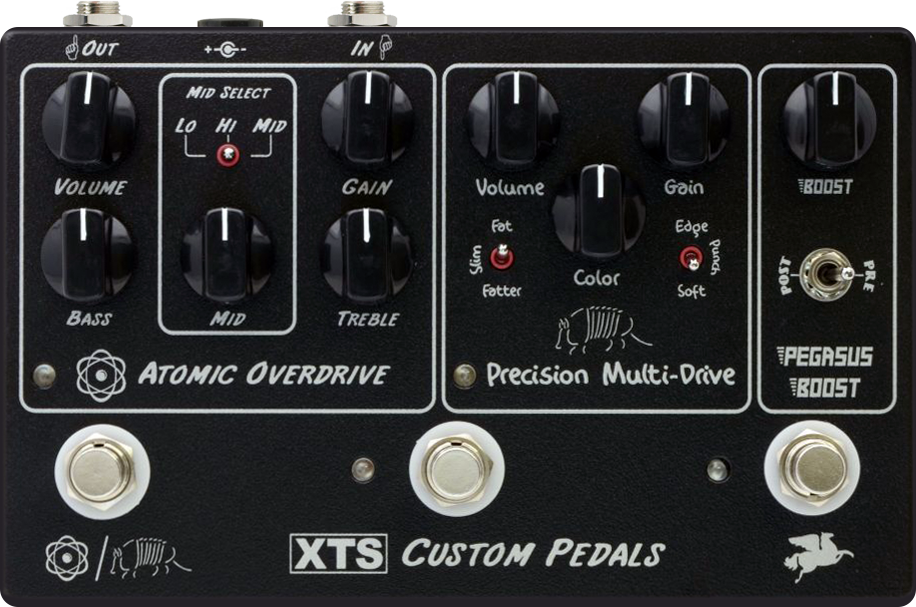 OUT
IN
MID SELECT
LO HI MID
VOLUME
GAIN
BASS
MID
TREBLE
ATOMIC OVERDRIVE
Volume
Gain
Color
Fat
Slim
Fatter
Edge
Punch
Soft
Precision Multi-Drive
BOOST
POST
PRE
PEGASUS
BOOST
XTS CUSTOM PEDALS